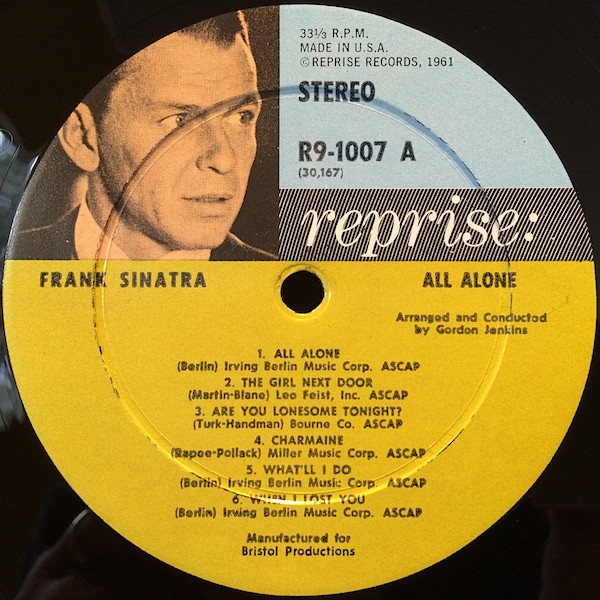 33⅓ R.P.M.
MADE IN U.S.A.
©REPRISE RECORDS, 1961
STEREO
R9-1007 A
(30,167)
reprise:
FRANK SINATRA
ALL ALONE
Arranged and Conducted
by Gordon Jenkins
1. ALL ALONE
(Berlin) Irving Berlin Music Corp. ASCAP
2. THE GIRL NEXT DOOR
(Martin-Blane) Leo Feist, Inc. ASCAP
3. ARE YOU LONESOME TONIGHT?
(Turk-Handman) Bourne Co. ASCAP
4. CHARMAINE
(Rapee-Pollack) Miller Music Corp. ASCAP
5. WHAT'LL I DO
(Berlin) Irving Berlin Music Corp. ASCAP
6. WHEN I LOST YOU
(Berlin) Irving Berlin Music Corp. ASCAP
Manufactured for
Bristol Productions